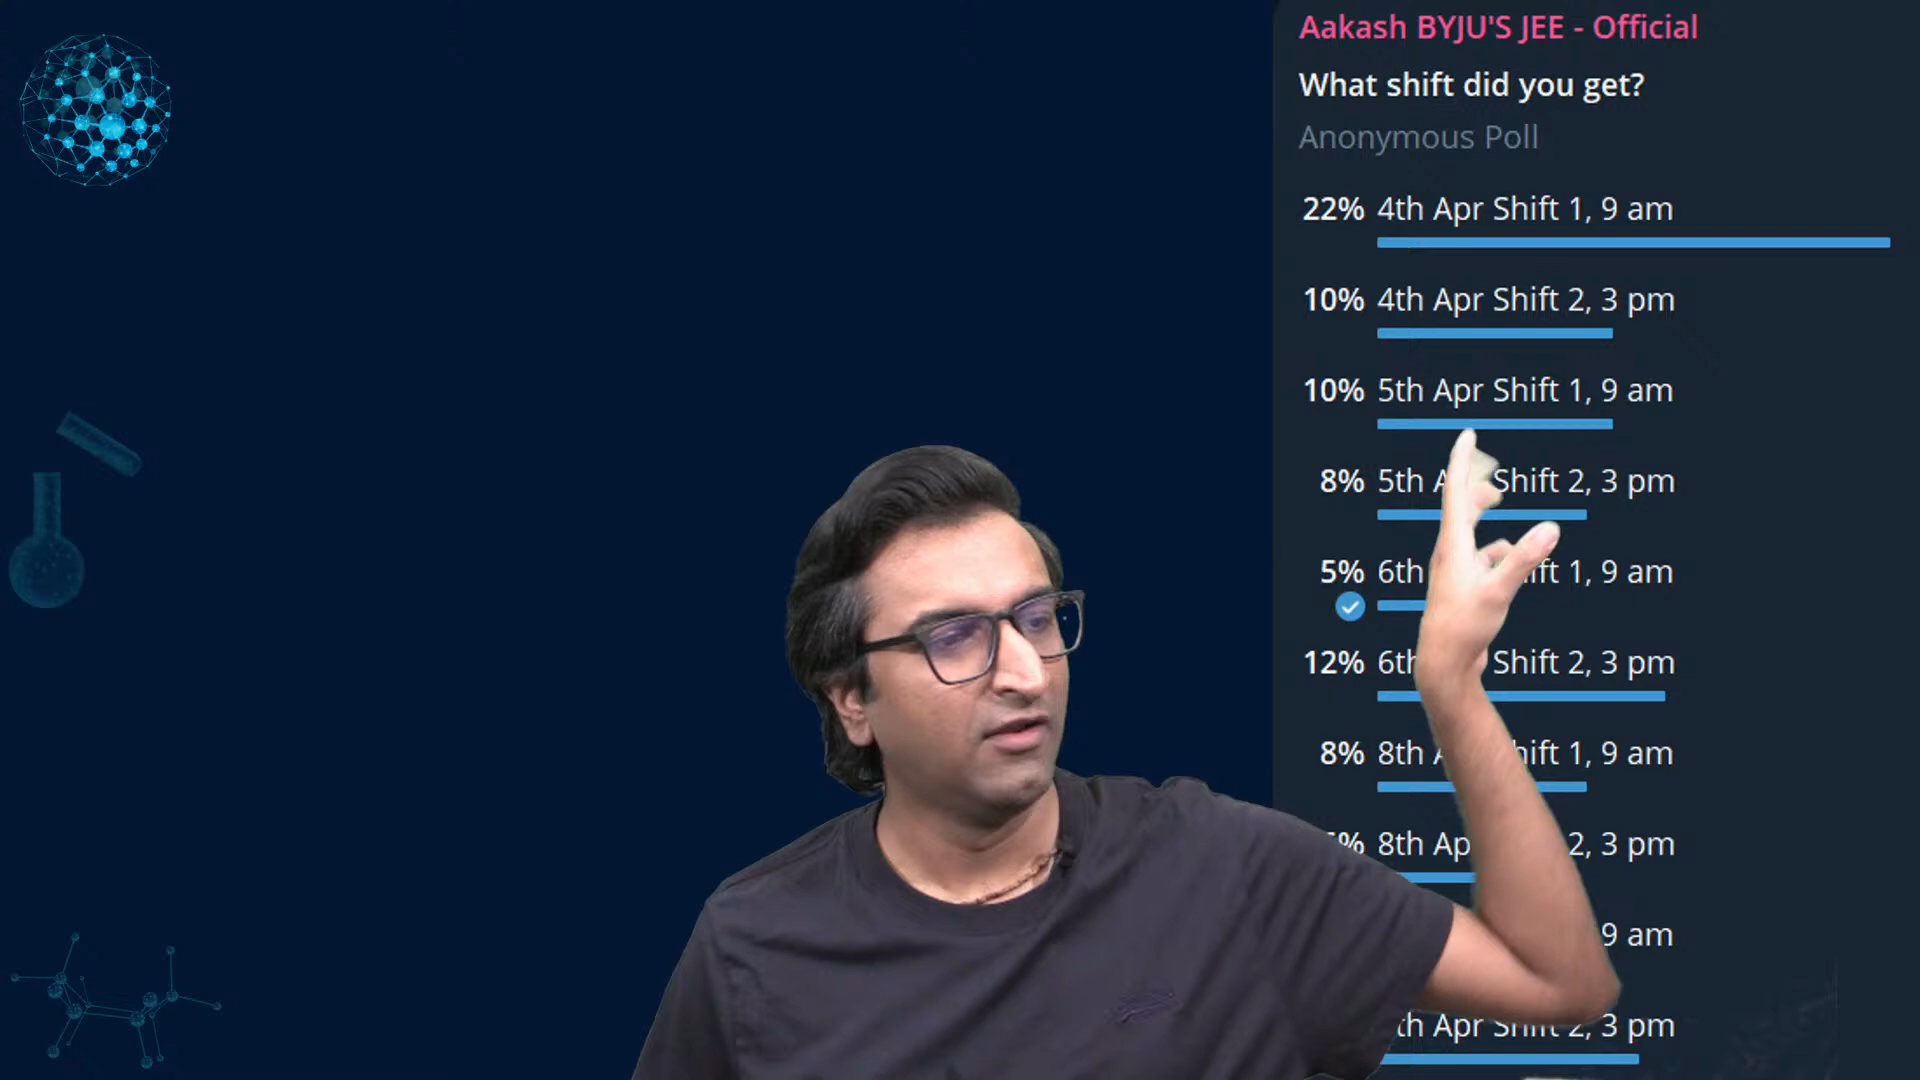 Aakash BYJU'S JEE - Official
What shift did you get?
Anonymous Poll
22% 4th Apr Shift 1, 9 am
10% 4th Apr Shift 2, 3 pm
10% 5th Apr Shift 1, 9 am
8% 5th Shift 2, 3 pm
5% 6th 1, 9 am
12% 6th Shift 2, 3 pm
8% 8th 1, 9 am
8th 2, 3 pm
9 am
Apr Shift 2, 3 pm